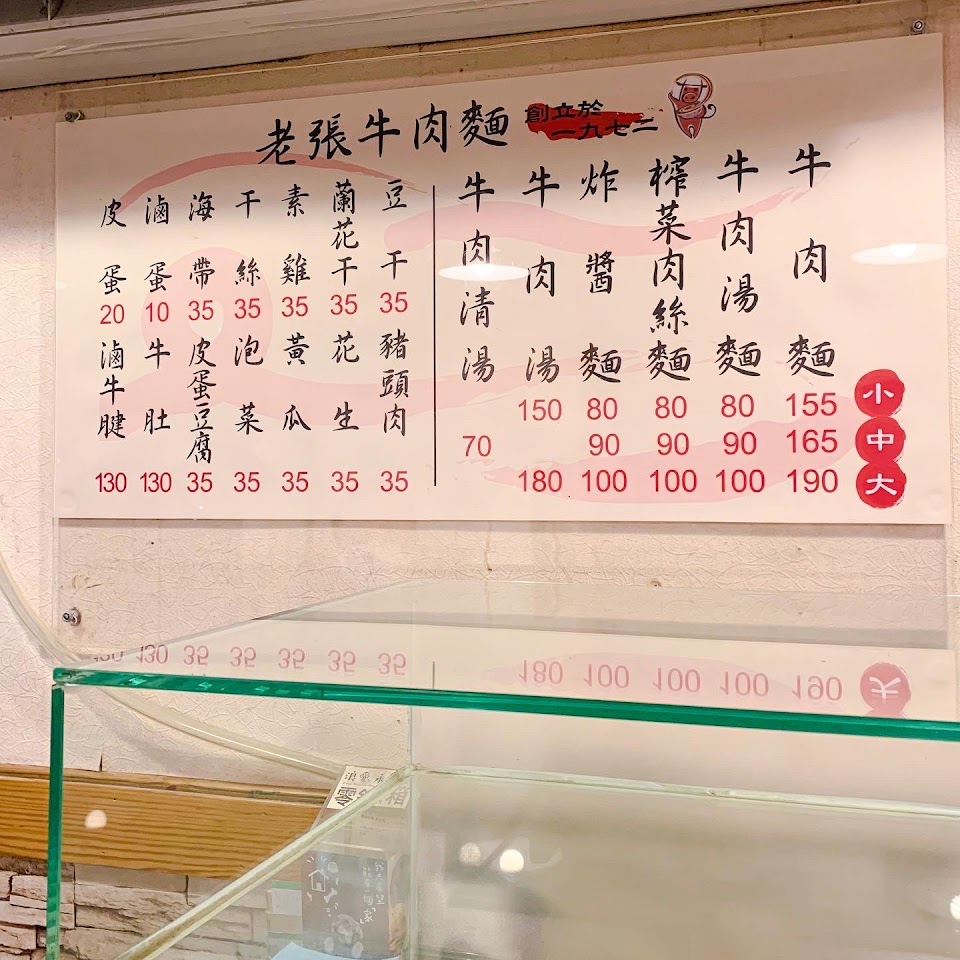 老張牛肉麵
創立於
一九七二
牛肉麵 155 165 190
牛肉湯麵 80 90 100
榨菜肉絲麵 80 90 100
炸醬麵 80 90 100
牛肉湯 150 180
牛肉清湯 70
小
中
大
豆干 35
蘭花干 35
素雞 35
干絲 35
海帶 35
滷蛋 10
皮蛋 20
豬頭肉 35
花生 35
黃瓜 35
泡菜 35
皮蛋豆腐 35
牛肚 130
滷牛腱 130